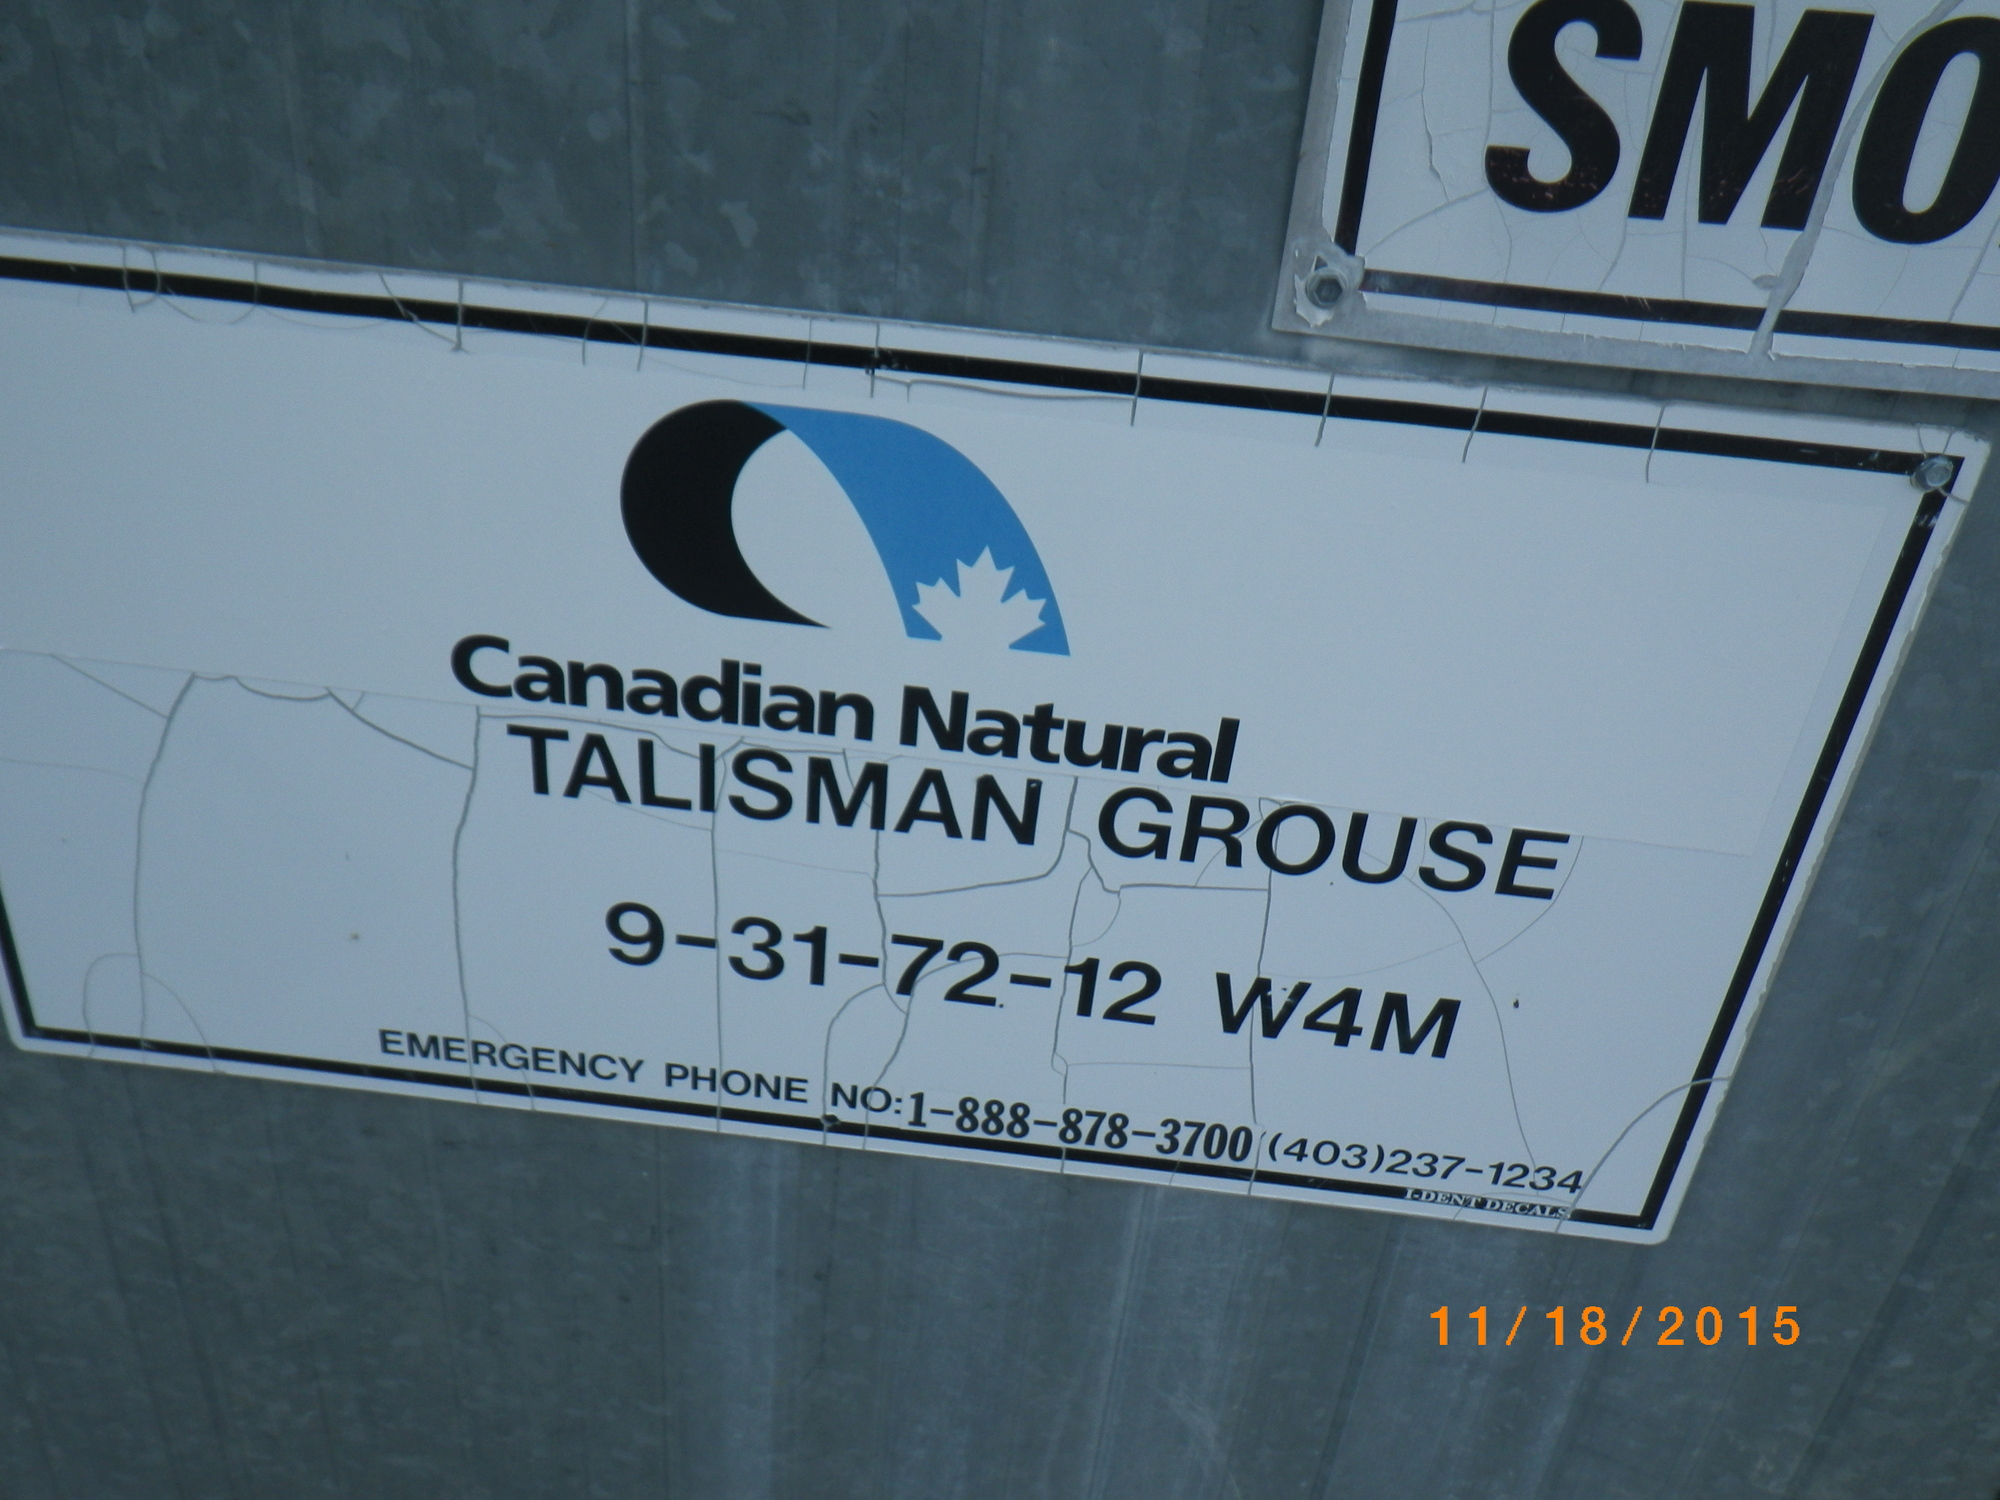 SMO
Canadian Natural
TALISMAN GROUSE
9-31-72-12 W4M
EMERGENCY PHONE NO:1-888-878-3700 (403)237-1234
I-DENT DECALS
11/18/2015